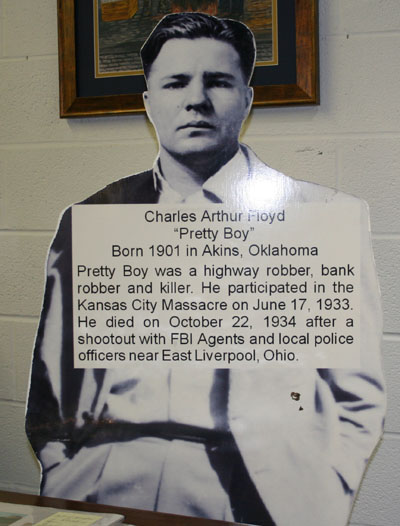 Charles Arthur Floyd
"Pretty Boy"
Born 1901 in Akins, Oklahoma
Pretty Boy was a highway robber, bank
robber and killer. He participated in the
Kansas City Massacre on June 17, 1933.
He died on October 22, 1934 after a
shootout with FBI Agents and local police
officers near East Liverpool, Ohio.